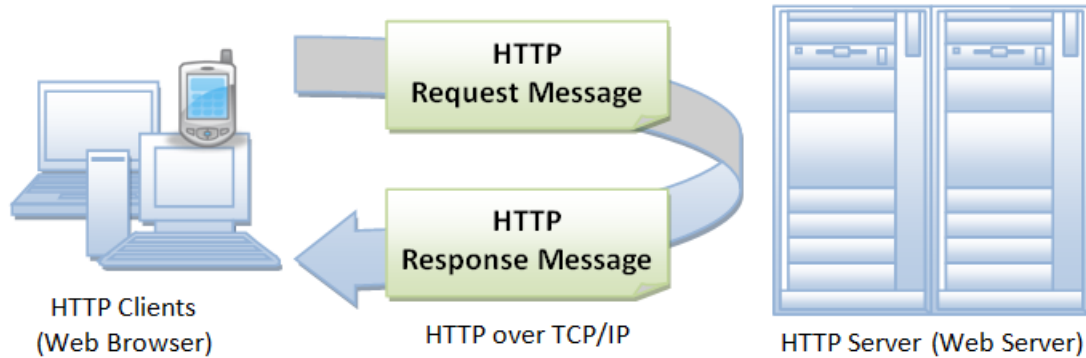 HTTP
Request Message
HTTP
Response Message
HTTP Clients
(Web Browser)
HTTP over TCP/IP
HTTP Server (Web Server)